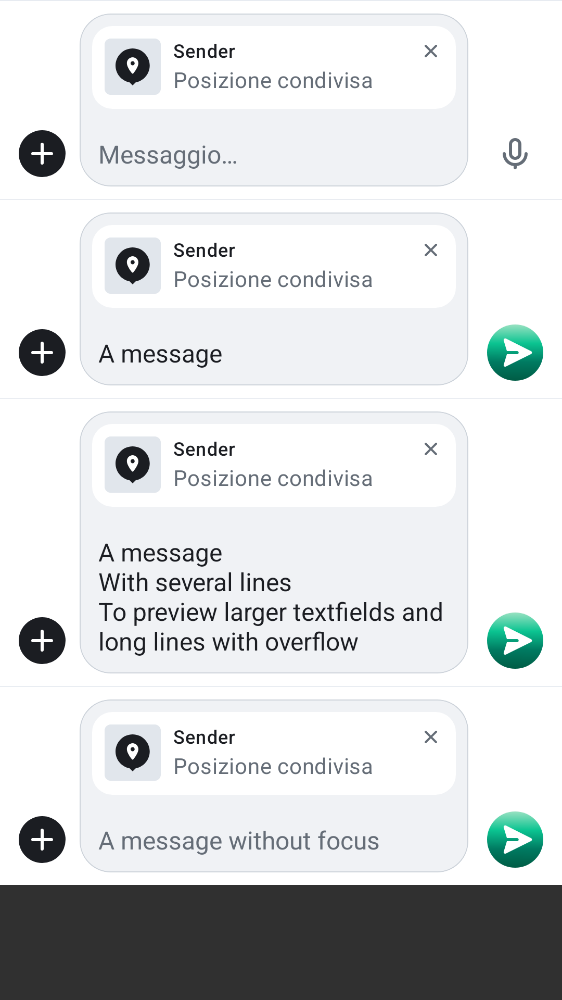 Sender
Posizione condivisa
Messaggio…
Sender
Posizione condivisa
A message
Sender
Posizione condivisa
A message
With several lines
To preview larger textfields and
long lines with overflow
Sender
Posizione condivisa
A message without focus